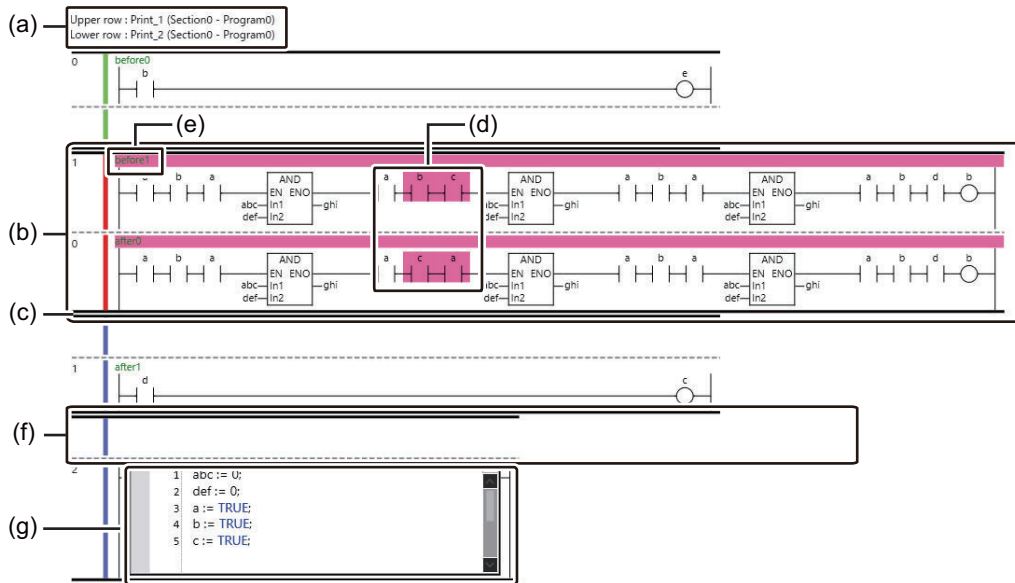 (a)
Upper row : Print_1 (Section0 - Program0)
Lower row : Print_2 (Section0 - Program0)
0
before0
b e
(e) (d)
(b)
1
before1
b a a b c a b a a b d b
AND AND AND
EN ENO EN ENO EN ENO
abc In1 ghi bc In1 ghi abc In1 ghi
def In2 def In2 def In2
0
after0
a b a a c a a b a a b d b
AND AND AND
EN ENO EN ENO EN ENO
abc In1 ghi bc In1 ghi abc In1 ghi
def In2 def In2 def In2
(c)
1
after1
d c
(f)
2
(g)
1 abc := 0;
2 def := 0;
3 a := TRUE;
4 b := TRUE;
5 c := TRUE;